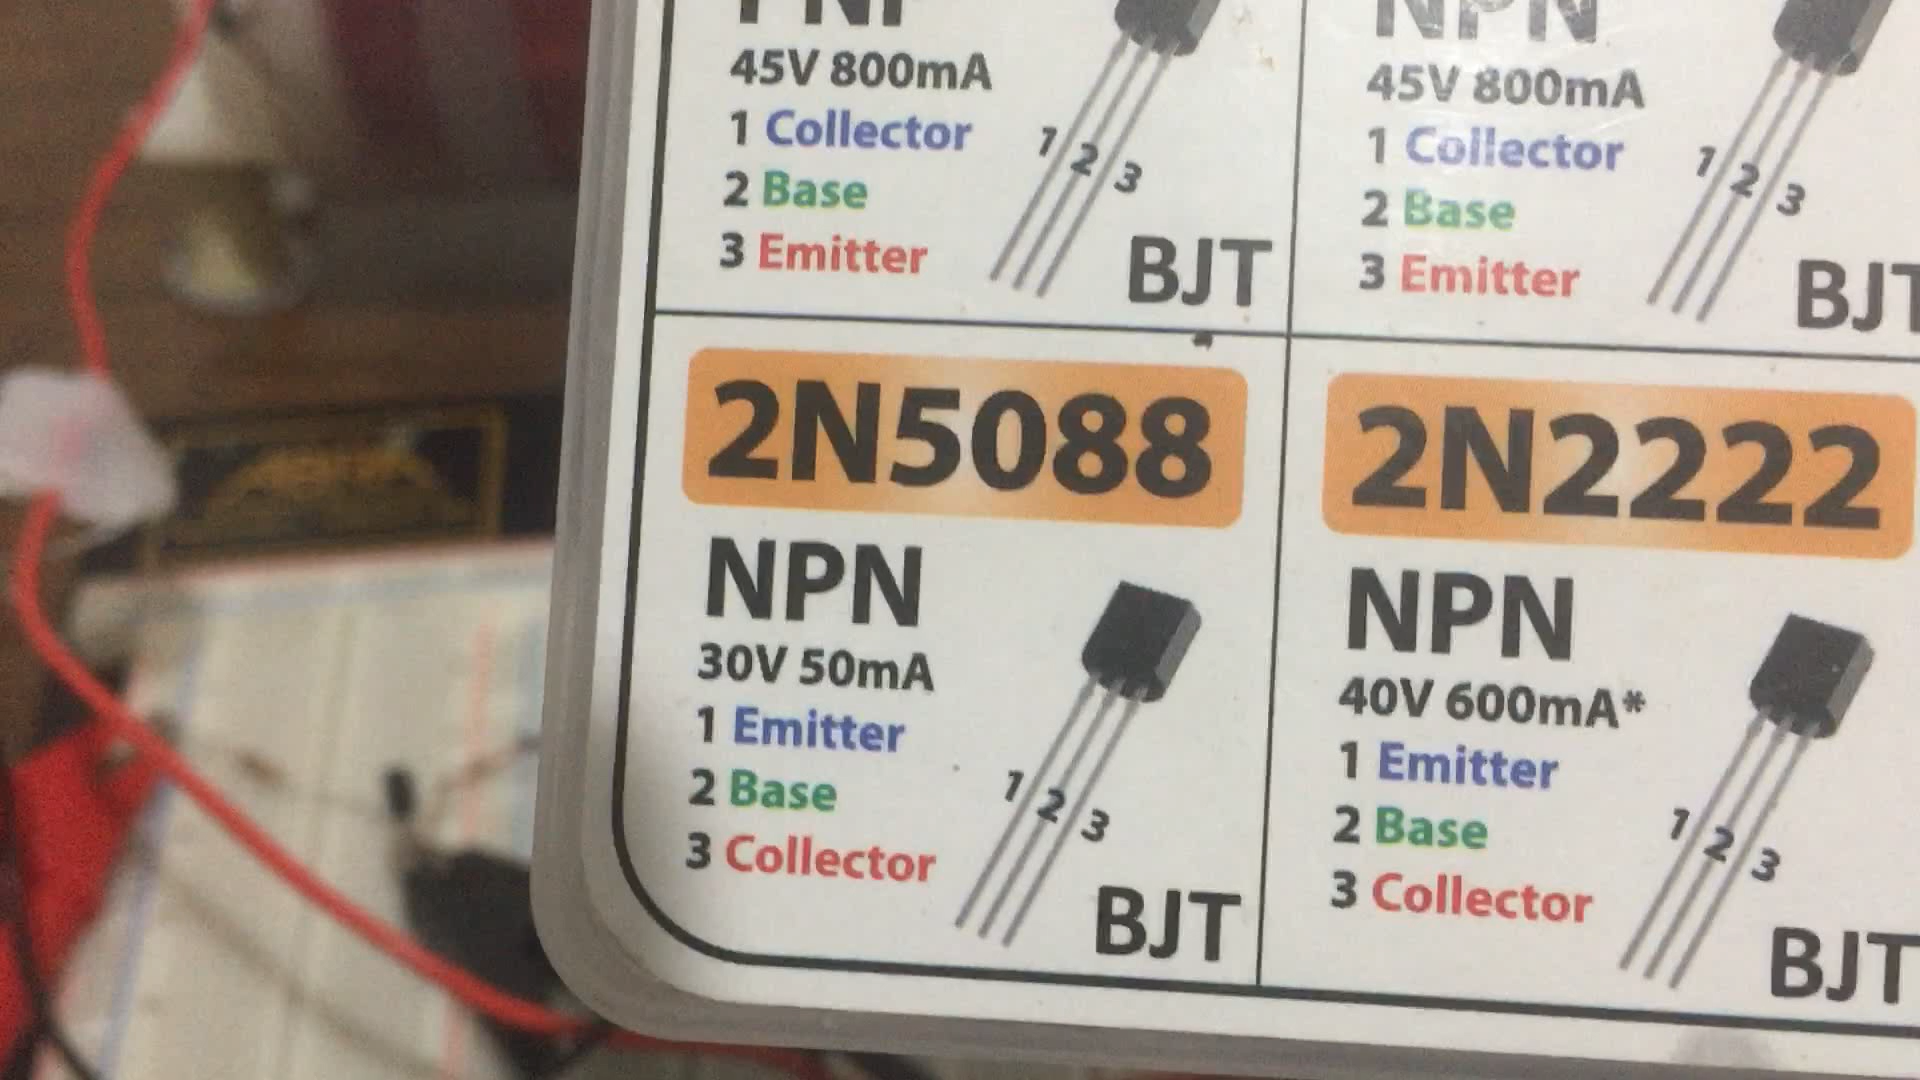 PNP
45V 800mA
1 Collector
2 Base
3 Emitter
1 2 3
BJT
NPN
45V 800mA
1 Collector
2 Base
3 Emitter
1 2 3
BJT
2N5088
NPN
30V 50mA
1 Emitter
2 Base
3 Collector
1 2 3
BJT
2N2222
NPN
40V 600mA*
1 Emitter
2 Base
3 Collector
1 2 3
BJT